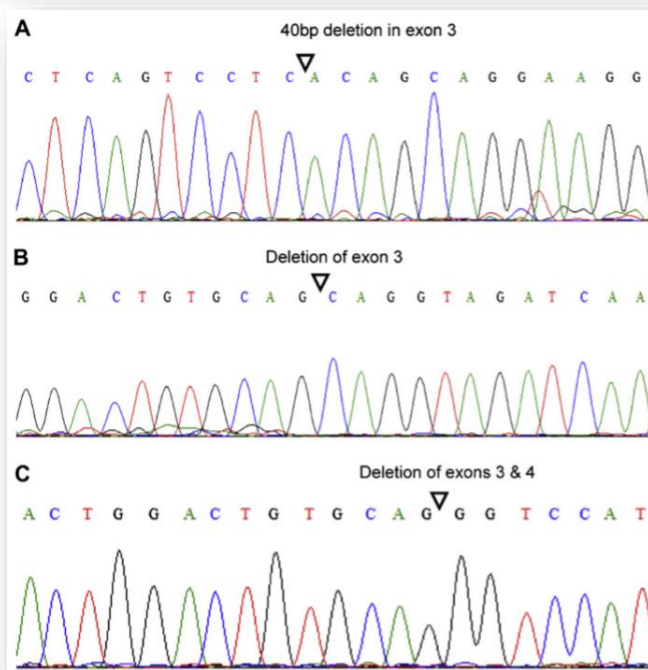 A
40bp deletion in exon 3
C T C A G T C C T C A C A G C A G G A A G G
B
Deletion of exon 3
G G A C T G T G C A G C A G G T A G A T C A A
C
Deletion of exons 3 & 4
A C T G G A C T G T G C A G G G T C C A T